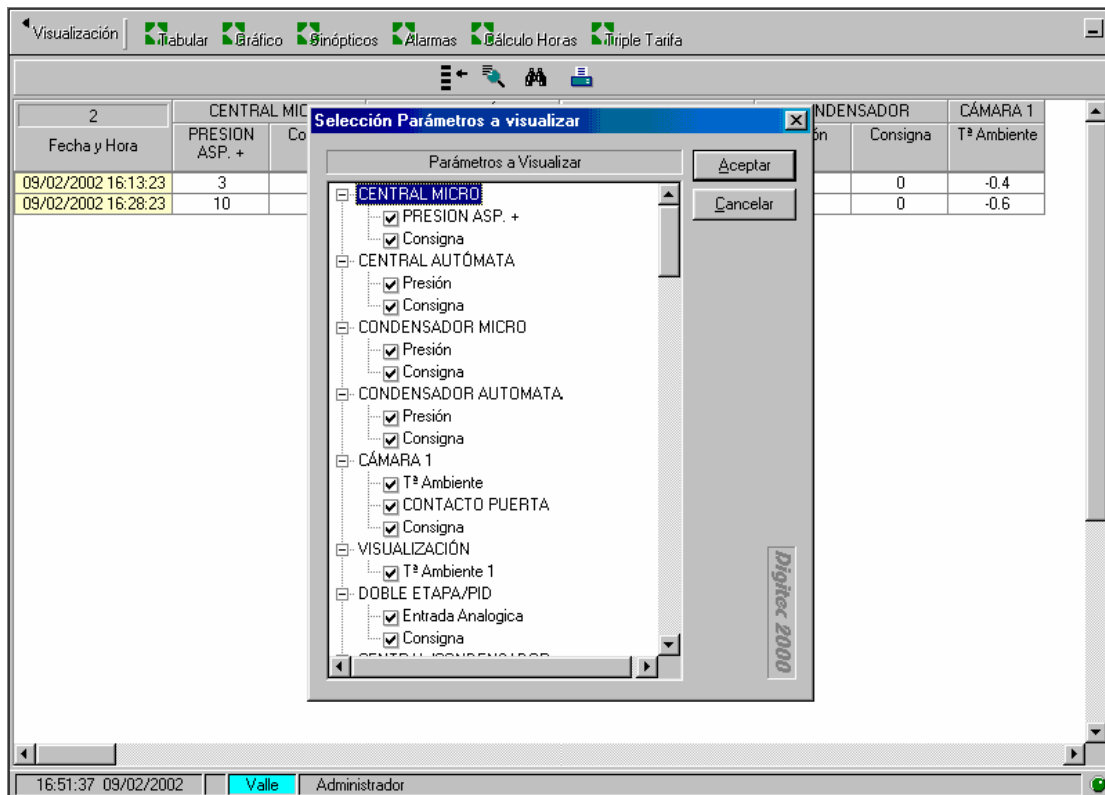 Visualización
Tabular
Gráfico
Sinópticos
Alarmas
Cálculo Horas
Triple Tarifa
2
CENTRAL MIC
NDENSADOR
CÁMARA 1
Fecha y Hora
PRESION ASP. +
Co
ón
Consigna
Tª Ambiente
09/02/2002 16:13:23
3
0
-0.4
09/02/2002 16:28:23
10
0
-0.6
Selección Parámetros a visualizar
Parámetros a Visualizar
Aceptar
Cancelar
CENTRAL MICRO
PRESION ASP. +
Consigna
CENTRAL AUTÓMATA
Presión
Consigna
CONDENSADOR MICRO
Presión
Consigna
CONDENSADOR AUTOMATA.
Presión
Consigna
CÁMARA 1
Tª Ambiente
CONTACTO PUERTA
Consigna
VISUALIZACIÓN
Tª Ambiente 1
DOBLE ETAPA/PID
Entrada Analogica
Consigna
Digitec 2000
16:51:37 09/02/2002
Valle
Administrador